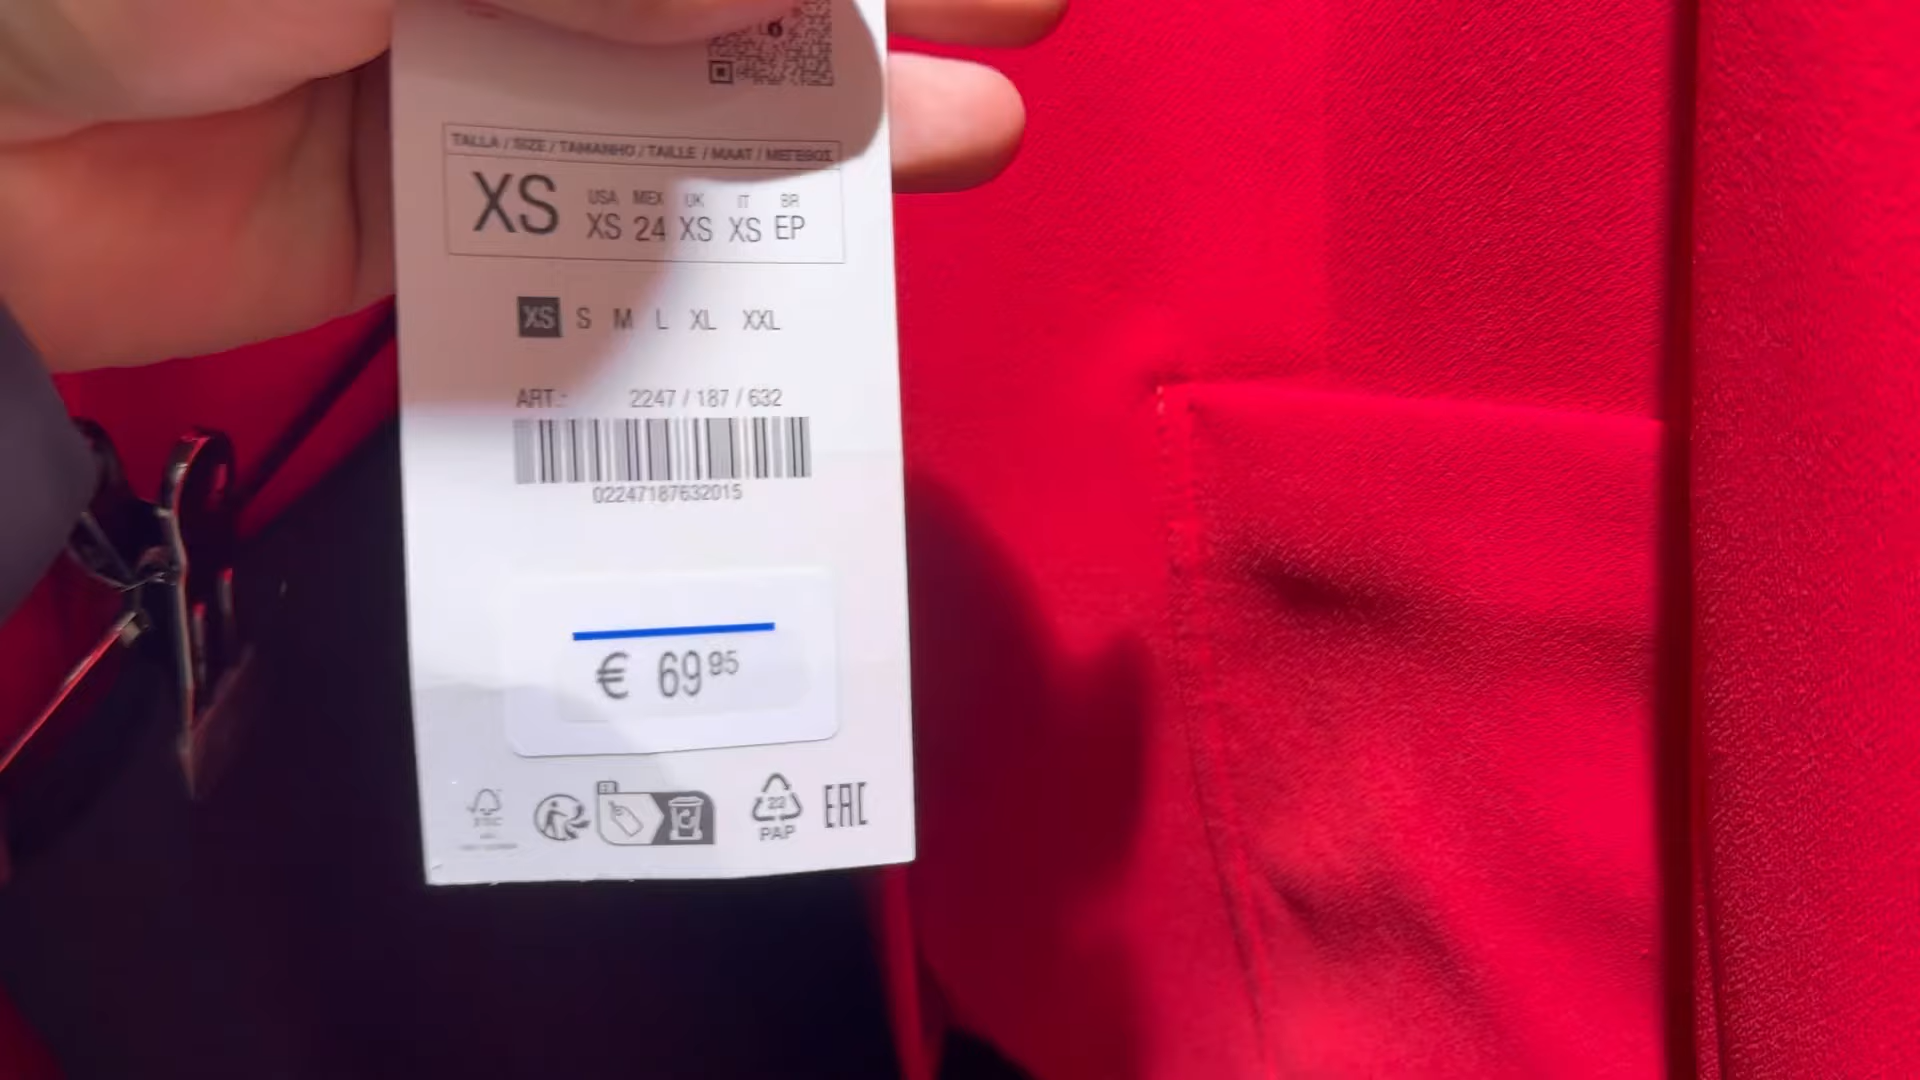 TALLA / SIZE / TAMANHO / TAILLE / MAAT / ΜΕΓΕΘΟΣ
XS
USA MEX UK IT BR
XS 24 XS XS EP
XS S M L XL XXL
ART.: 2247 / 187 / 632
02247187632015
€ 69 95
22
PAP
EAC